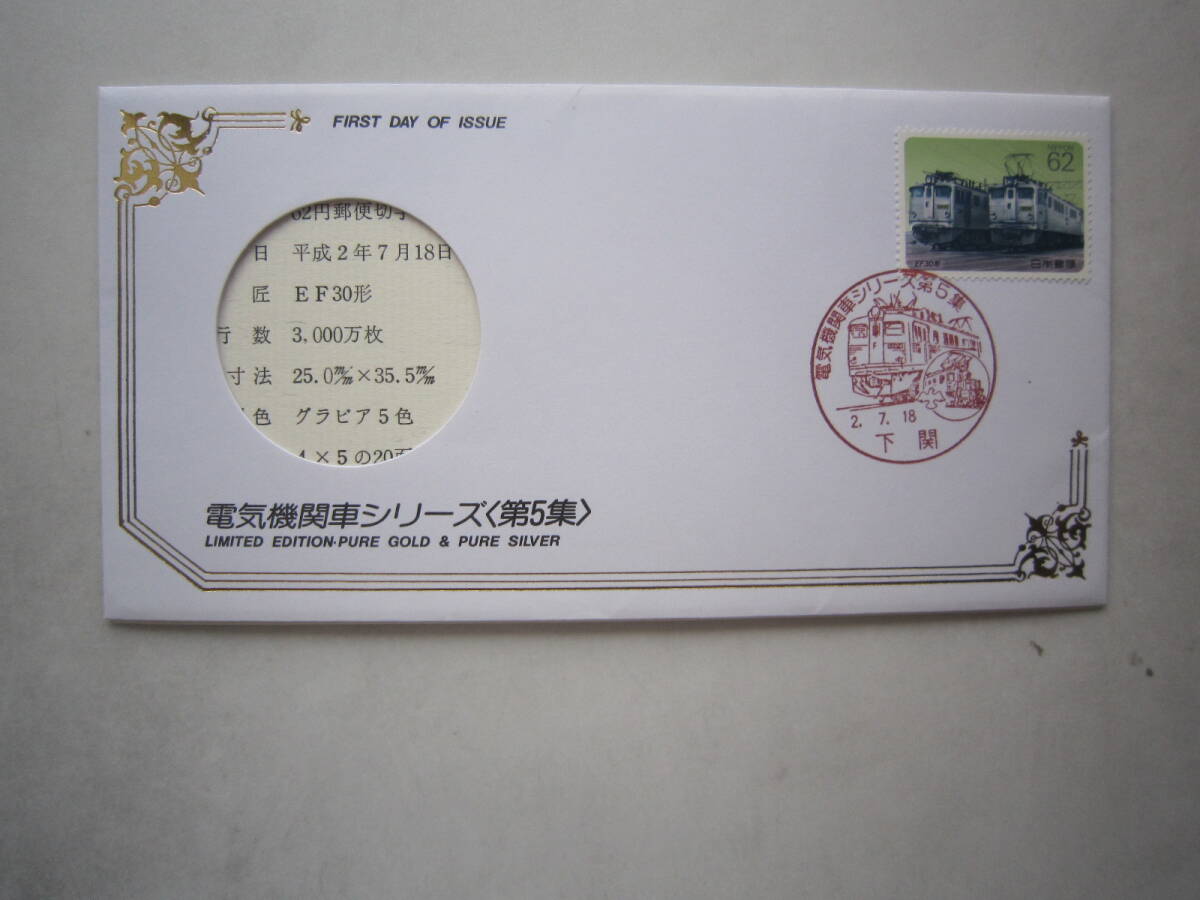 FIRST DAY OF ISSUE
NIPPON
62
EF30形
日本郵便
62円郵便切手
日 平成2年7月18日
匠 EF30形
行 数 3,000万枚
寸法 25.0m/m×35.5m/m
色 グラビア5色
4×5の20面
電気機関車シリーズ第5集
2. 7. 18
下関
電気機関車シリーズ〈第5集〉
LIMITED EDITION·PURE GOLD & PURE SILVER